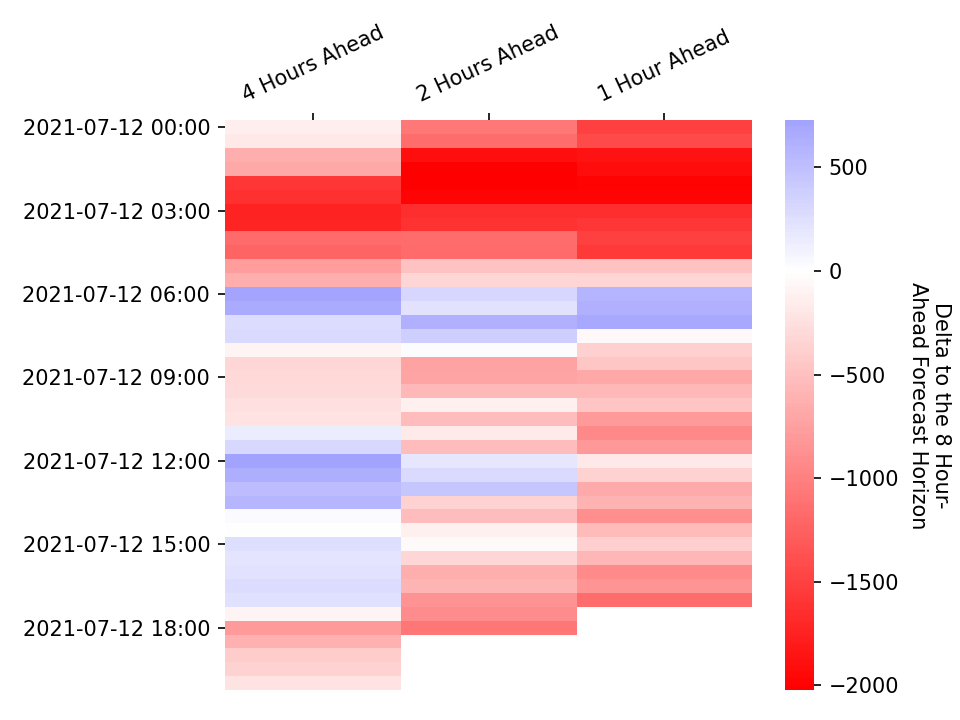 4 Hours Ahead
2 Hours Ahead
1 Hour Ahead
2021-07-12 00:00
2021-07-12 03:00
2021-07-12 06:00
2021-07-12 09:00
2021-07-12 12:00
2021-07-12 15:00
2021-07-12 18:00
500
0
−500
−1000
−1500
−2000
Delta to the 8 Hour-
Ahead Forecast Horizon